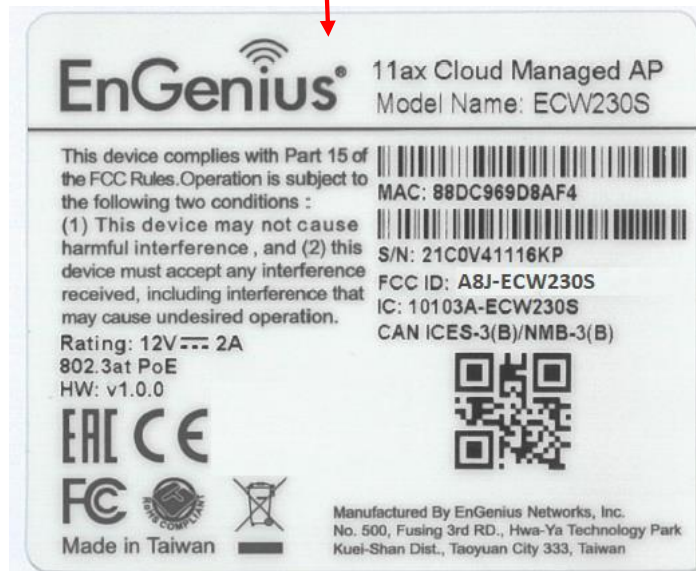 EnGenius®
11ax Cloud Managed AP
Model Name: ECW230S
This device complies with Part 15 of
the FCC Rules.Operation is subject to
the following two conditions :
(1) This device may not cause
harmful interference , and (2) this
device must accept any interference
received, including interference that
may cause undesired operation.
Rating: 12V 2A
802.3at PoE
HW: v1.0.0
MAC: 88DC969D8AF4
S/N: 21C0V41116KP
FCC ID: A8J-ECW230S
IC: 10103A-ECW230S
CAN ICES-3(B)/NMB-3(B)
EAC CE
FC
RoHS COMPLIANT
Made in Taiwan
Manufactured By EnGenius Networks, Inc.
No. 500, Fusing 3rd RD., Hwa-Ya Technology Park
Kuei-Shan Dist., Taoyuan City 333, Taiwan